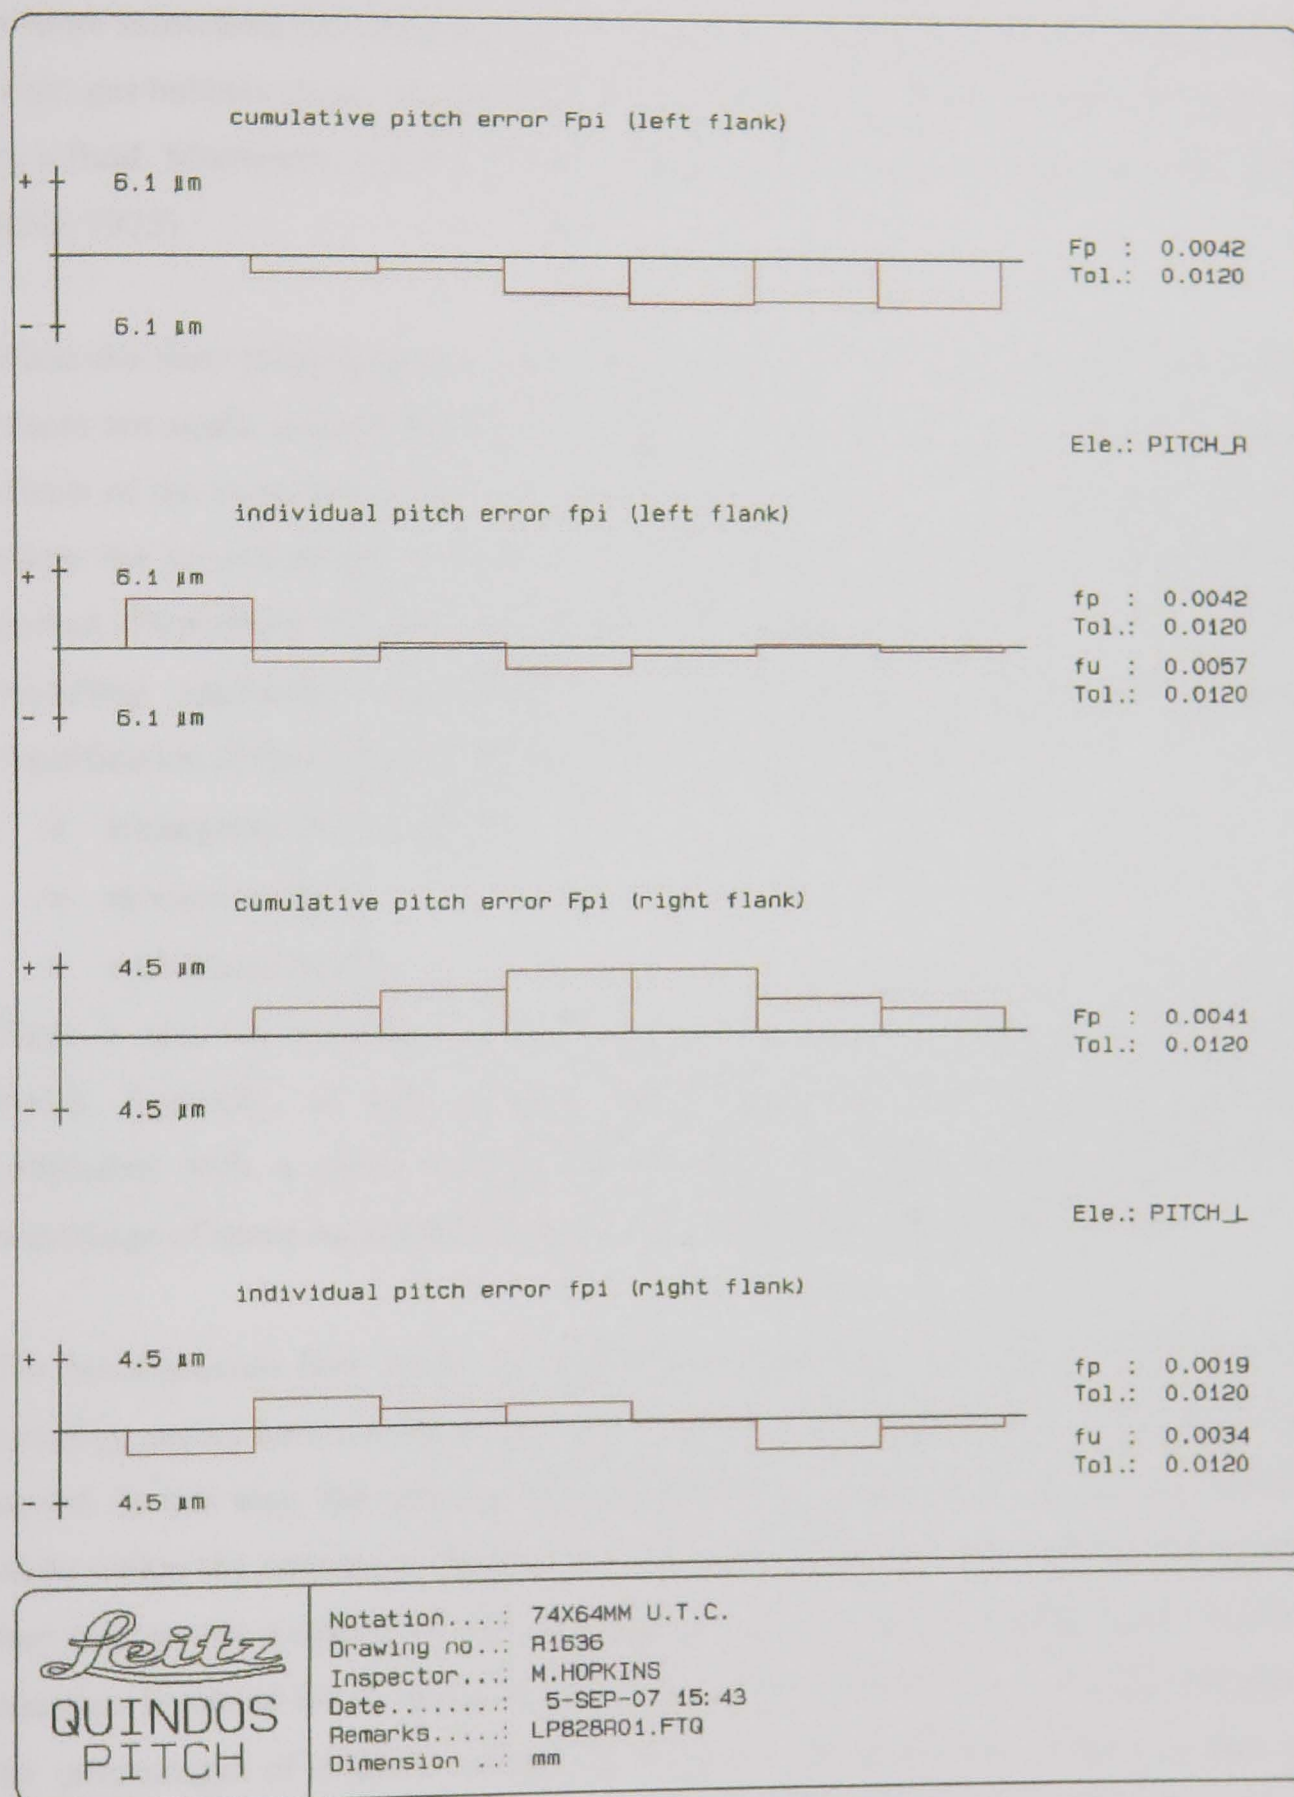 cumulative pitch error Fpi (left flank)
+ 6.1 µm
- 6.1 µm
Fp : 0.0042
Tol.: 0.0120
Ele.: PITCH_R
individual pitch error fpi (left flank)
+ 6.1 µm
- 6.1 µm
fp : 0.0042
Tol.: 0.0120
fu : 0.0057
Tol.: 0.0120
cumulative pitch error Fpi (right flank)
+ 4.5 µm
- 4.5 µm
Fp : 0.0041
Tol.: 0.0120
Ele.: PITCH_L
individual pitch error fpi (right flank)
+ 4.5 µm
- 4.5 µm
fp : 0.0019
Tol.: 0.0120
fu : 0.0034
Tol.: 0.0120
Leitz
QUINDOS
PITCH
Notation....: 74X64MM U.T.C.
Drawing no..: R1636
Inspector...: M.HOPKINS
Date........: 5-SEP-07 15:43
Remarks.....: LP828R01.FTQ
Dimension ..: mm